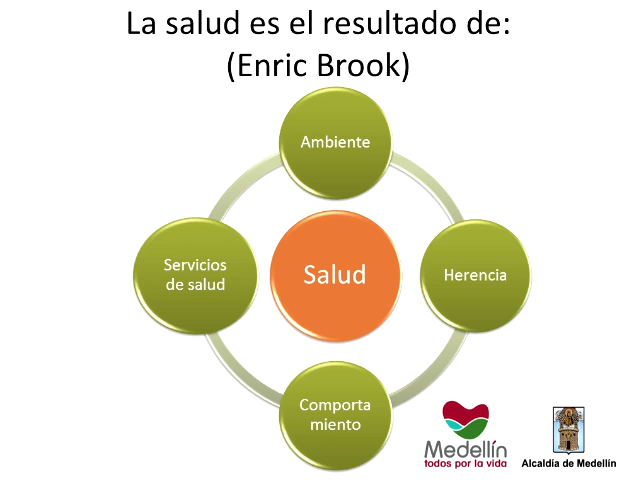 La salud es el resultado de:
(Enric Brook)
Ambiente
Servicios
de salud
Salud
Herencia
Comporta
miento
Medellín
todos por la vida
Alcaldía de Medellín